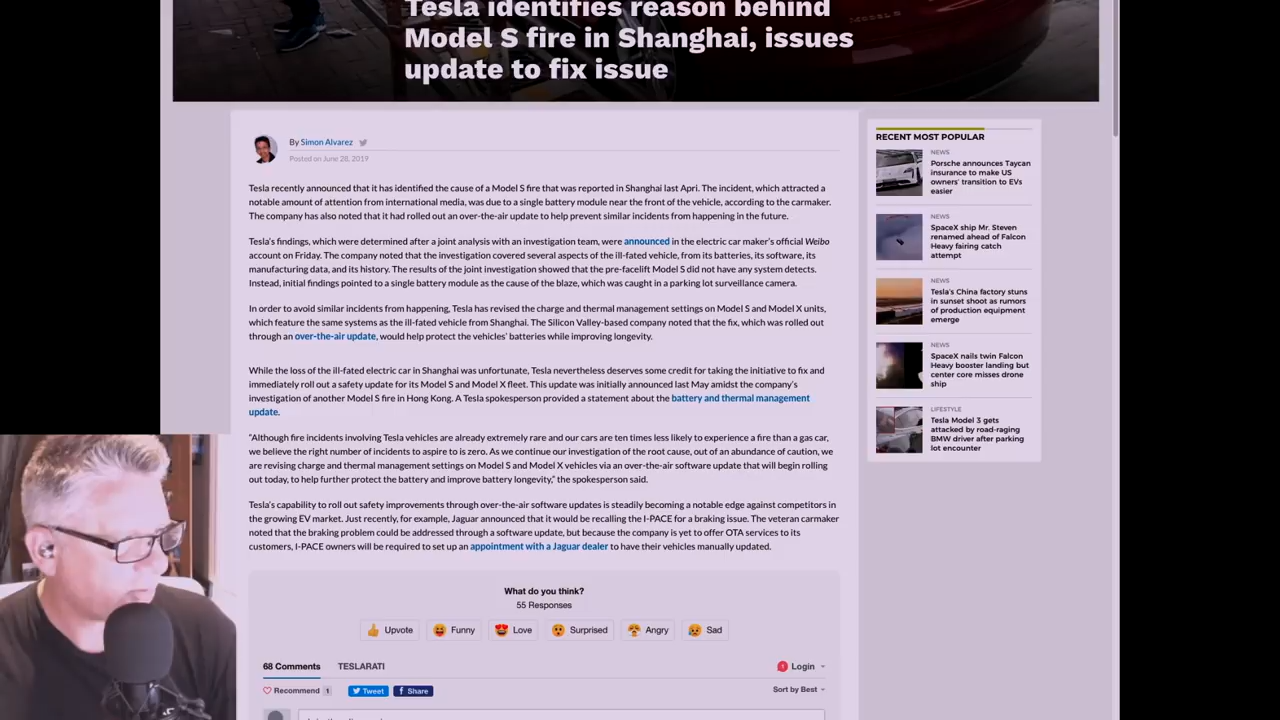 Tesla identifies reason behind
Model S fire in Shanghai, issues
update to fix issue
By Simon Alvarez
Posted on June 28, 2019
Tesla recently announced that it has identified the cause of a Model S fire that was reported in Shanghai last Apri. The incident, which attracted a
notable amount of attention from international media, was due to a single battery module near the front of the vehicle, according to the carmaker.
The company has also noted that it had rolled out an over-the-air update to help prevent similar incidents from happening in the future.
Tesla's findings, which were determined after a joint analysis with an investigation team, were announced in the electric car maker's official Weibo
account on Friday. The company noted that the investigation covered several aspects of the ill-fated vehicle, from its batteries, its software, its
manufacturing data, and its history. The results of the joint investigation showed that the pre-facelift Model S did not have any system detects.
Instead, initial findings pointed to a single battery module as the cause of the blaze, which was caught in a parking lot surveillance camera.
In order to avoid similar incidents from happening, Tesla has revised the charge and thermal management settings on Model S and Model X units,
which feature the same systems as the ill-fated vehicle from Shanghai. The Silicon Valley-based company noted that the fix, which was rolled out
through an over-the-air update, would help protect the vehicles' batteries while improving longevity.
While the loss of the ill-fated electric car in Shanghai was unfortunate, Tesla nevertheless deserves some credit for taking the initiative to fix and
immediately roll out a safety update for its Model S and Model X fleet. This update was initially announced last May amidst the company's
investigation of another Model S fire in Hong Kong. A Tesla spokesperson provided a statement about the battery and thermal management
update.
"Although fire incidents involving Tesla vehicles are already extremely rare and our cars are ten times less likely to experience a fire than a gas car,
we believe the right number of incidents to aspire to is zero. As we continue our investigation of the root cause, out of an abundance of caution, we
are revising charge and thermal management settings on Model S and Model X vehicles via an over-the-air software update that will begin rolling
out today, to help further protect the battery and improve battery longevity," the spokesperson said.
Tesla's capability to roll out safety improvements through over-the-air software updates is steadily becoming a notable edge against competitors in
the growing EV market. Just recently, for example, Jaguar announced that it would be recalling the I-PACE for a braking issue. The veteran carmaker
noted that the braking problem could be addressed through a software update, but because the company is yet to offer OTA services to its
customers, I-PACE owners will be required to set up an appointment with a Jaguar dealer to have their vehicles manually updated.
What do you think?
55 Responses
Upvote Funny Love Surprised Angry Sad
68 Comments TESLARATI
1 Login
Recommend 1 Tweet Share
Sort by Best
RECENT MOST POPULAR
NEWS
Porsche announces Taycan
insurance to make US
owners' transition to EVs
easier
NEWS
SpaceX ship Mr. Steven
renamed ahead of Falcon
Heavy fairing catch
attempt
NEWS
Tesla's China factory stuns
in sunset shoot as rumors
of production equipment
emerge
NEWS
SpaceX nails twin Falcon
Heavy booster landing but
center core misses drone
ship
LIFESTYLE
Tesla Model 3 gets
attacked by road-raging
BMW driver after parking
lot encounter